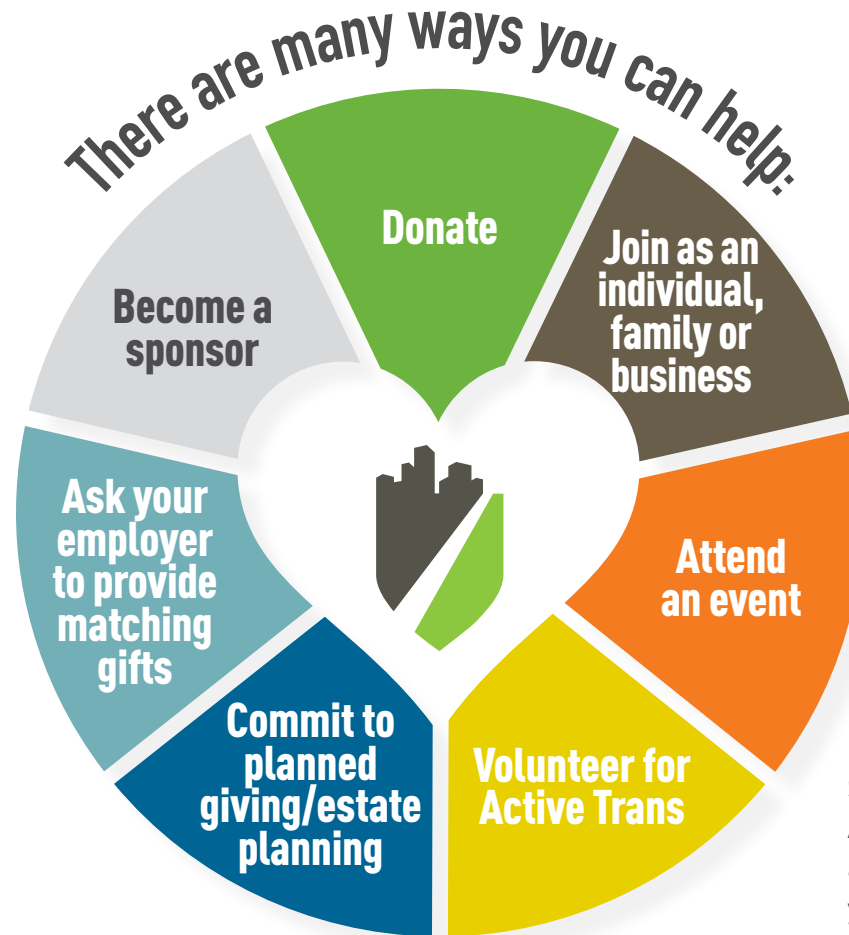 There are many ways you can help:
Donate
Join as an
individual,
family or
business
Attend
an event
Volunteer for
Active Trans
Commit to
planned
giving/estate
planning
Ask your
employer
to provide
matching
gifts
Become a
sponsor